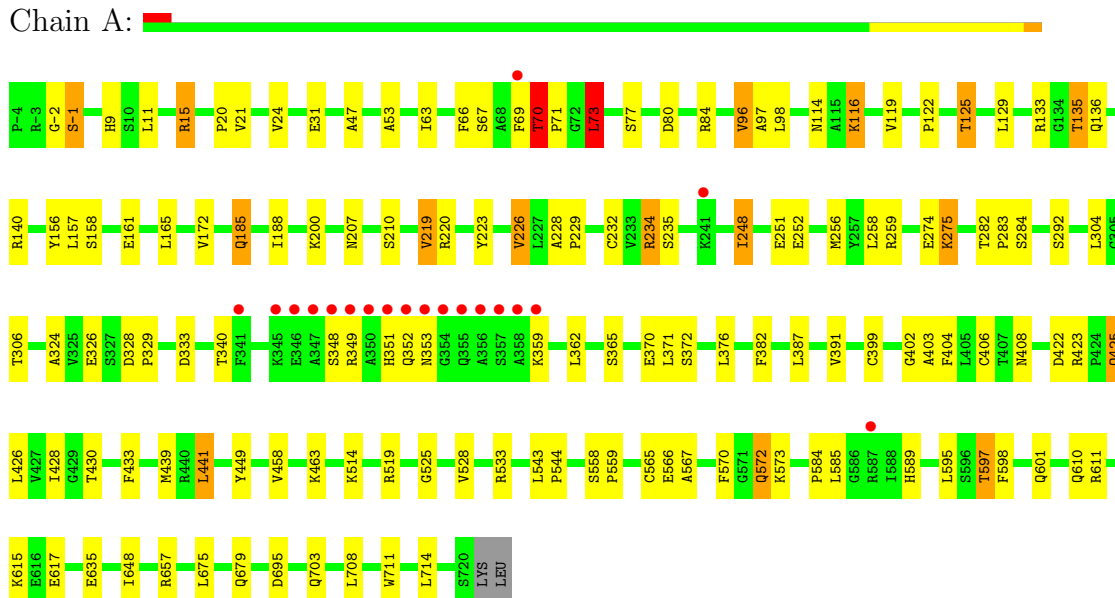 Chain A:
P-4 R-3 G-2 S-1 H9 S10 L11 R15 P20 V21 V24 E31 A47 A53 I63 F66 S67 A68 F69 T70 P71 G72 L73 S77 D80 R84 V96 A97 L98 N114 A115 K116 V119 P122 T125 L129 R133 G134 T135 Q136
R140 Y156 L157 S158 E161 L165 V172 Q185 I188 K200 N207 S210 V219 R220 Y223 V226 L227 A228 P229 C232 V233 R234 S235 K241 I248 E251 E252 M256 Y257 L258 R259 E274 K275 T282 P283 S284 S292 L304 G305
T306 A324 V325 E326 S327 D328 P329 D333 T340 F341 K345 E346 A347 S348 R349 A350 H351 Q352 N353 G354 Q355 A356 S357 A358 K359 L362 S365 E370 L371 S372 L376 F382 L387 V391 C399 G402 A403 F404 L405 C406 T407 N408 D422 R423 P424
L426 V427 I428 G429 T430 F433 M439 R440 L441 Y449 V458 K463 K514 R519 G525 V528 R533 L543 P544 S558 P559 C565 E566 A567 F570 G571 Q572 K573 P584 L585 G586 R587 I588 H589 L595 S596 T597 F598 Q601 Q610 R611
K615 E616 E617 E635 I648 R657 L675 Q679 D695 Q703 L708 W711 L714 S720 LYS LEU